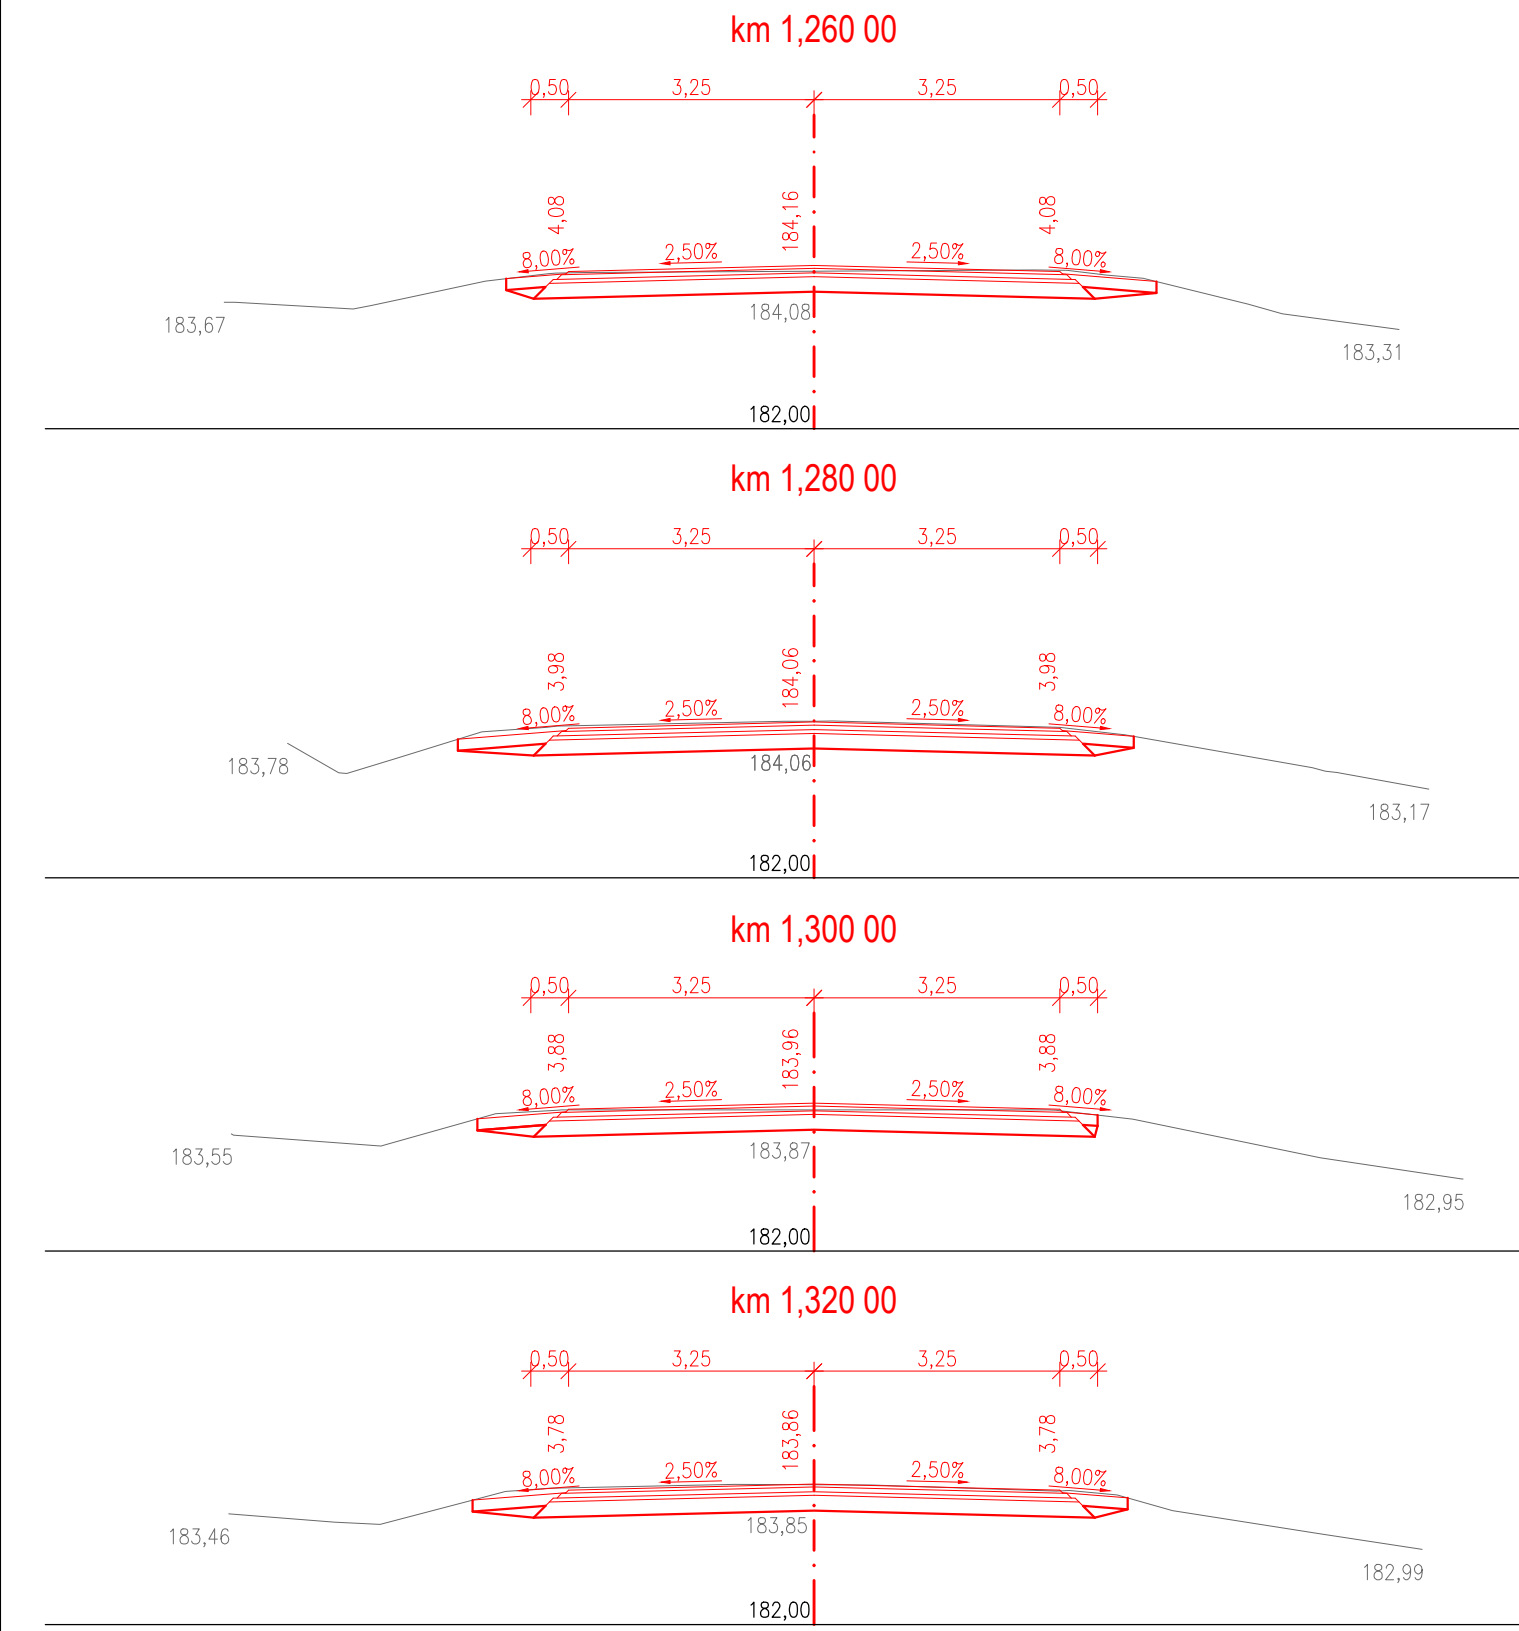 km 1,260 00
0,50 3,25 3,25 0,50
4,08 184,16 4,08
8,00% 2,50% 2,50% 8,00%
183,67 184,08 183,31
182,00
km 1,280 00
0,50 3,25 3,25 0,50
3,98 184,06 3,98
8,00% 2,50% 2,50% 8,00%
183,78 184,06 183,17
182,00
km 1,300 00
0,50 3,25 3,25 0,50
3,88 183,96 3,88
8,00% 2,50% 2,50% 8,00%
183,55 183,87 182,95
182,00
km 1,320 00
0,50 3,25 3,25 0,50
3,78 183,86 3,78
8,00% 2,50% 2,50% 8,00%
183,46 183,85 182,99
182,00